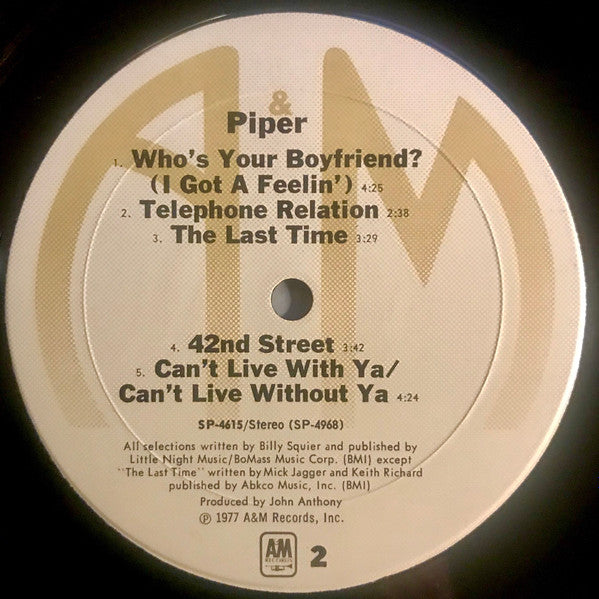 A&M
Piper
1. Who's Your Boyfriend?
(I Got A Feelin') 4:25
2. Telephone Relation 2:38
3. The Last Time 3:29
4. 42nd Street 3:42
5. Can't Live With Ya/
Can't Live Without Ya 4:24
SP-4615/Stereo (SP-4968)
All selections written by Billy Squier and published by
Little Night Music/BoMass Music Corp. (BMI) except
"The Last Time" written by Mick Jagger and Keith Richard
published by Abkco Music, Inc. (BMI)
Produced by John Anthony
℗ 1977 A&M Records, Inc.
A&M
RECORDS
2